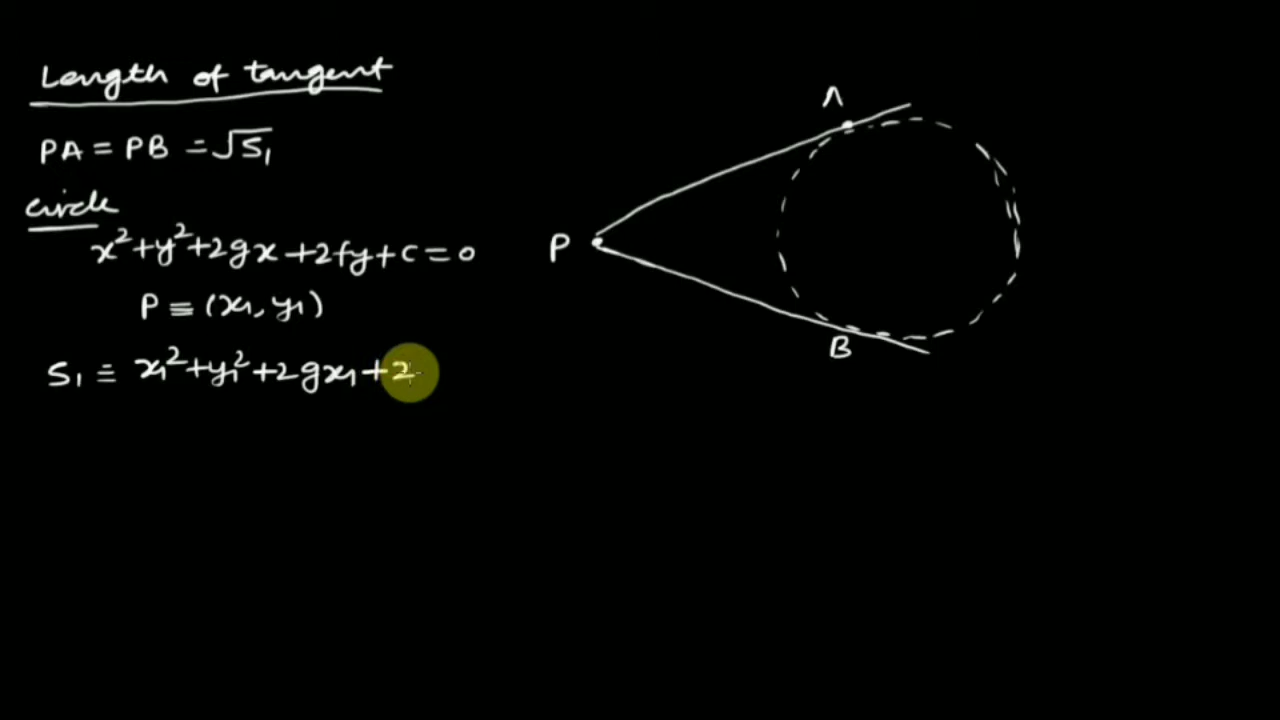 Length of tangent
PA = PB = √S₁
circle
x²+y²+2gx+2fy+c=0
P ≡ (x₁, y₁)
S₁ ≡ x₁²+y₁²+2gx₁+2
A
P
B